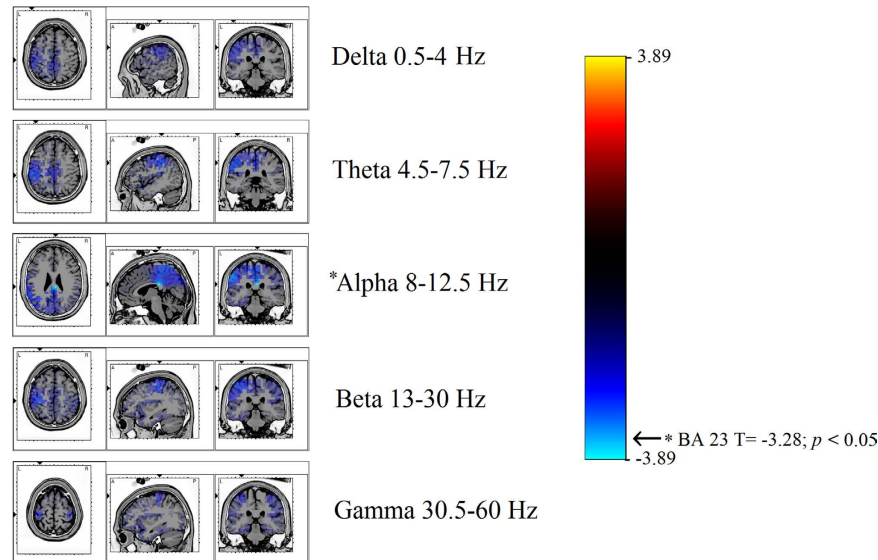 L R
A P
L R
Delta 0.5-4 Hz
L R
A P
L R
Theta 4.5-7.5 Hz
L R
A P
L R
*Alpha 8-12.5 Hz
L R
A P
L R
Beta 13-30 Hz
L R
A P
L R
Gamma 30.5-60 Hz
3.89
* BA 23 T= -3.28; p < 0.05
-3.89